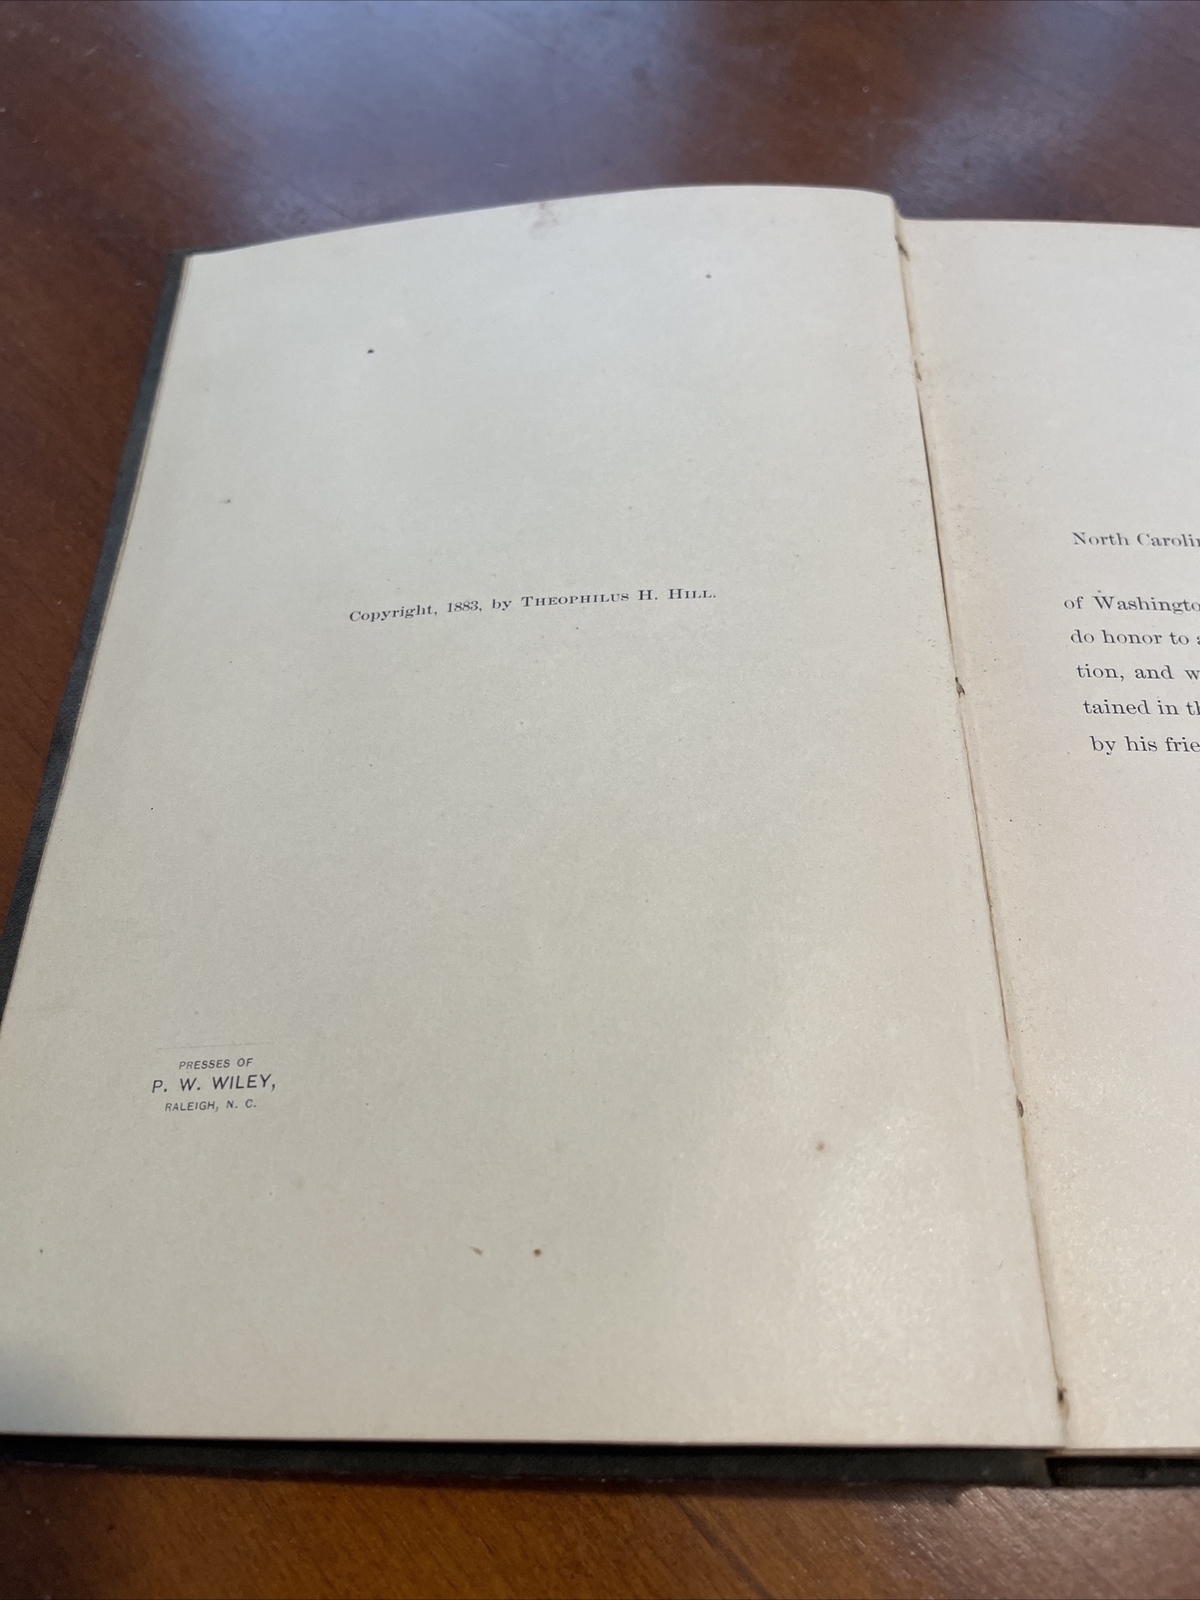 Copyright, 1883, by THEOPHILUS H. HILL.
PRESSES OF
P. W. WILEY,
RALEIGH, N. C.
North Carolin
of Washingto
do honor to a
tion, and w
tained in th
by his frie